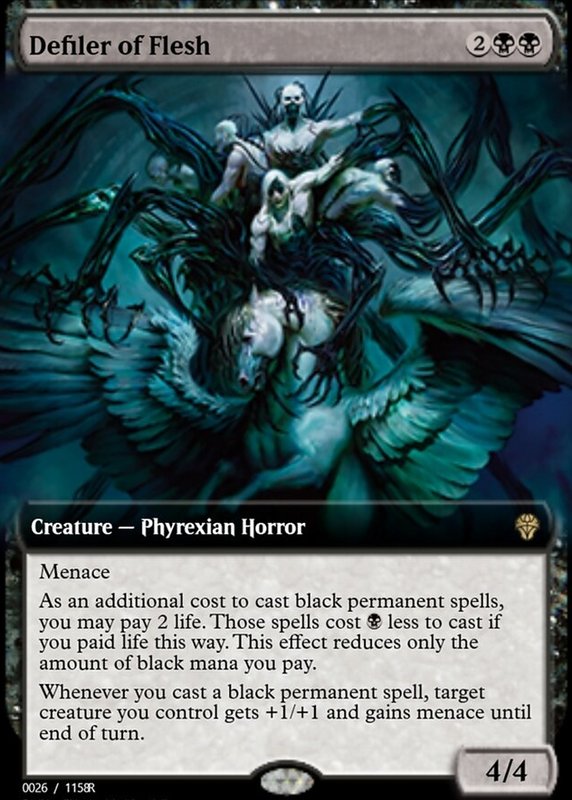 Defiler of Flesh 2
Creature — Phyrexian Horror
Menace
As an additional cost to cast black permanent spells,
you may pay 2 life. Those spells cost less to cast if
you paid life this way. This effect reduces only the
amount of black mana you pay.
Whenever you cast a black permanent spell, target
creature you control gets +1/+1 and gains menace until
end of turn.
4/4
0026 / 1158R